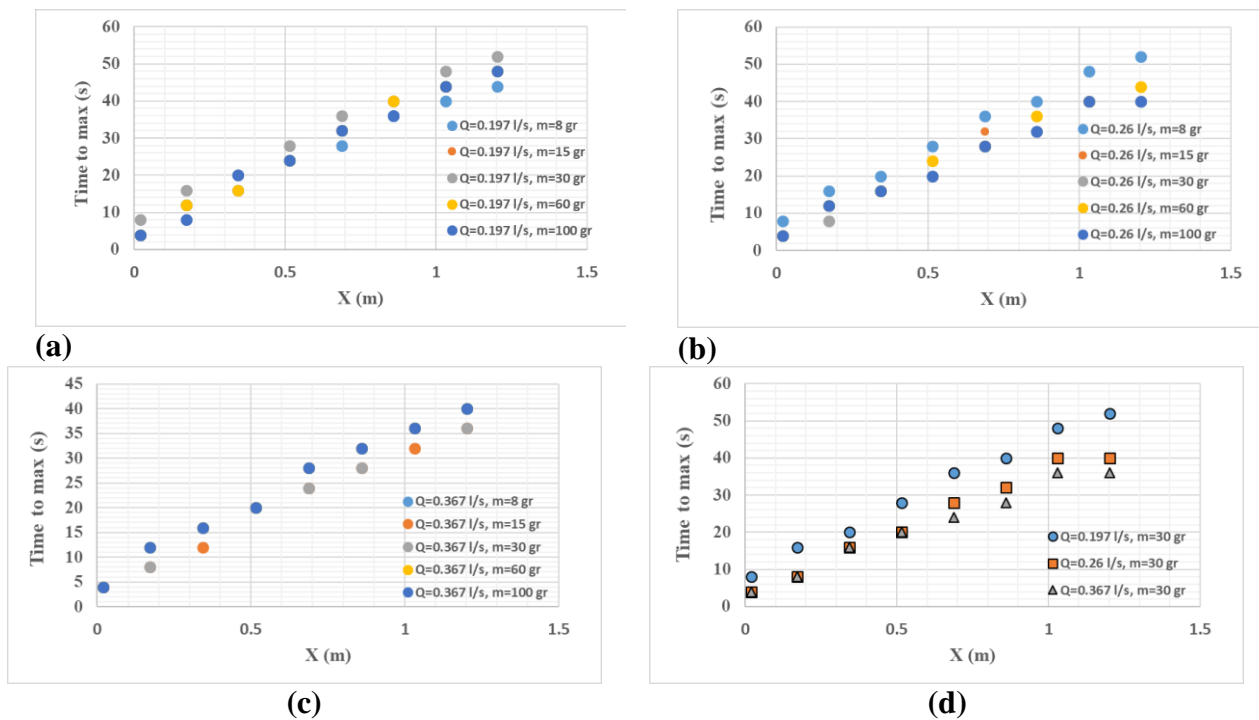 60
50
40
30
20
10
0
Time to max (s)
0 0.5 1 1.5
X (m)
Q=0.197 l/s, m=8 gr
Q=0.197 l/s, m=15 gr
Q=0.197 l/s, m=30 gr
Q=0.197 l/s, m=60 gr
Q=0.197 l/s, m=100 gr
(a)
60
50
40
30
20
10
0
Time to max (s)
0 0.5 1 1.5
X (m)
Q=0.26 l/s, m=8 gr
Q=0.26 l/s, m=15 gr
Q=0.26 l/s, m=30 gr
Q=0.26 l/s, m=60 gr
Q=0.26 l/s, m=100 gr
(b)
45
40
35
30
25
20
15
10
5
0
Time to max (s)
0 0.5 1 1.5
X (m)
Q=0.367 l/s, m=8 gr
Q=0.367 l/s, m=15 gr
Q=0.367 l/s, m=30 gr
Q=0.367 l/s, m=60 gr
Q=0.367 l/s, m=100 gr
(c)
60
50
40
30
20
10
0
Time to max (s)
0 0.5 1 1.5
X (m)
Q=0.197 l/s, m=30 gr
Q=0.26 l/s, m=30 gr
Q=0.367 l/s, m=30 gr
(d)